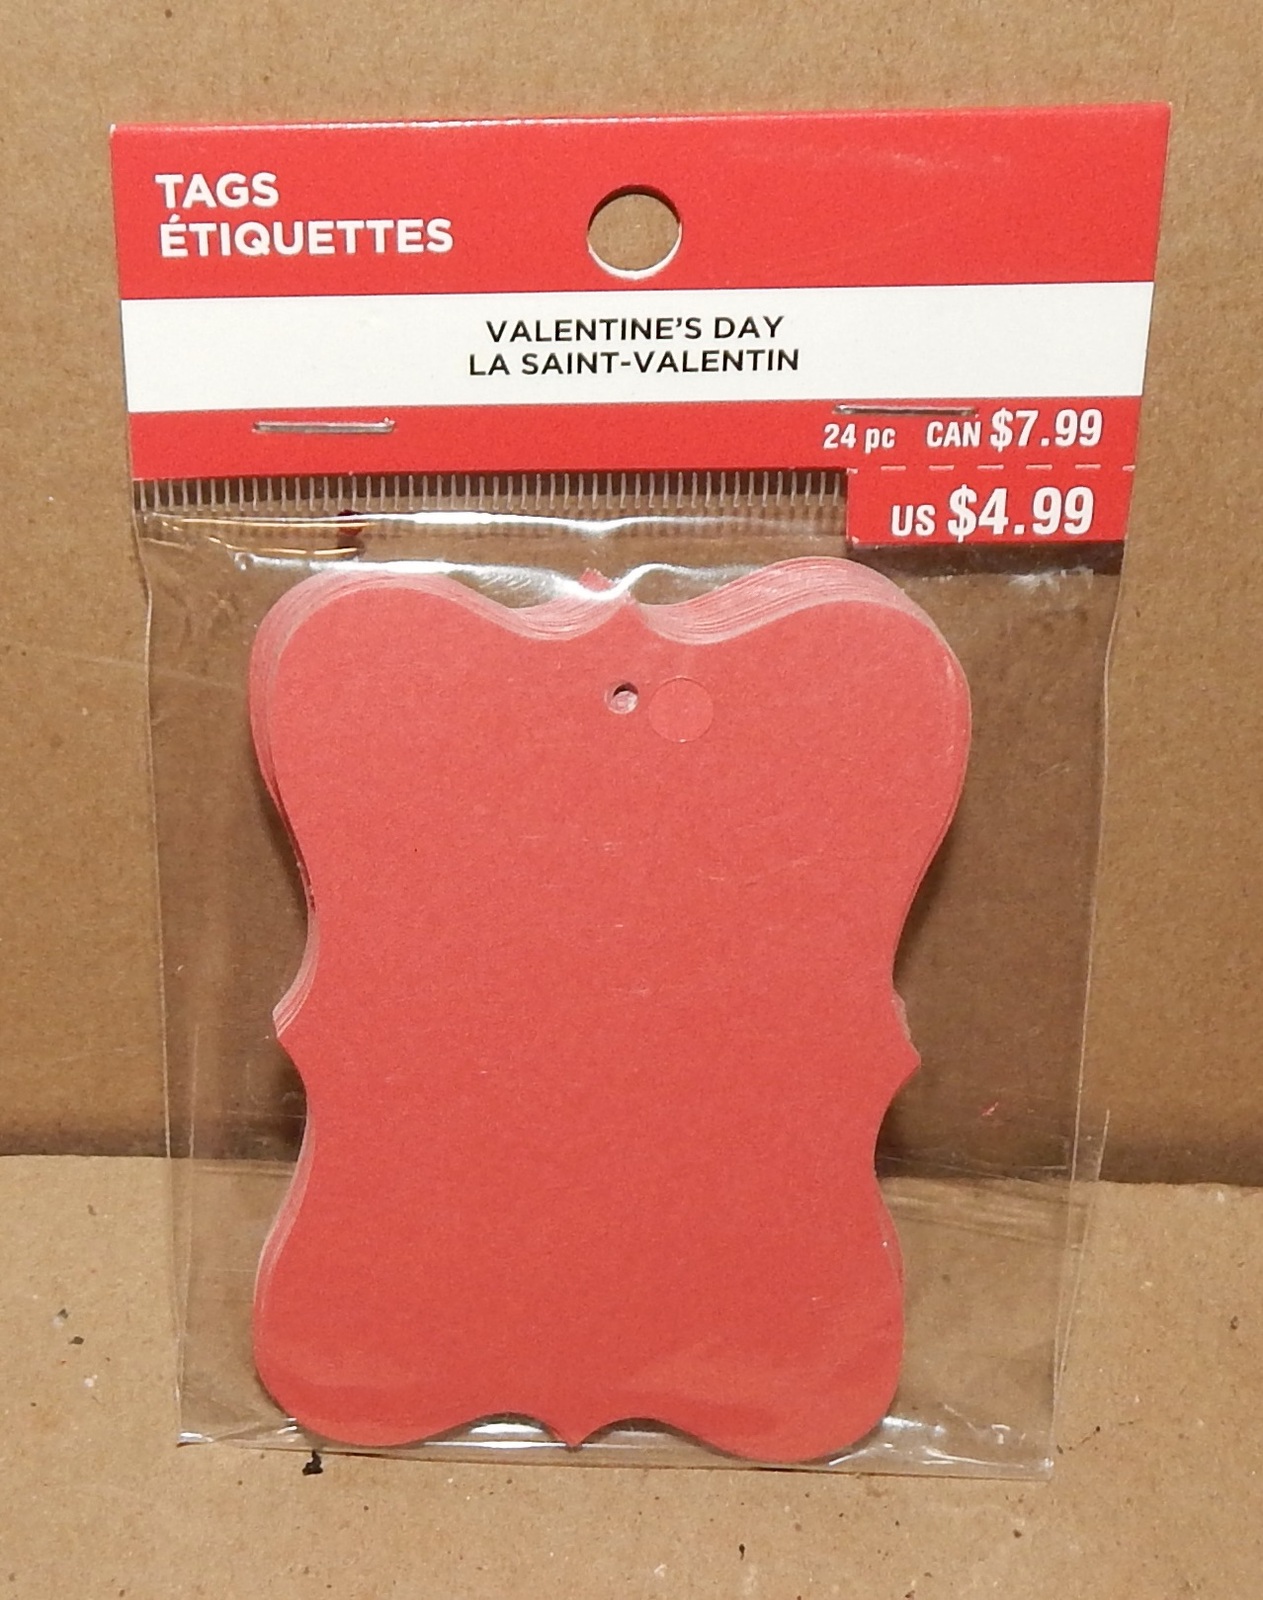 TAGS
ÉTIQUETTES
VALENTINE'S DAY
LA SAINT-VALENTIN
24 pc CAN $7.99
US $4.99